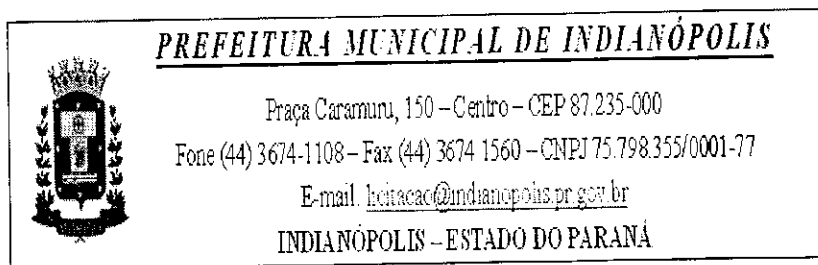 PREFEITURA MUNICIPAL DE INDIANÓPOLIS
Praça Caramuru, 150 – Centro – CEP 87.235-000
Fone (44) 3674-1108 – Fax (44) 3674 1560 – CNPJ 75.798.355/0001-77
E-mail. licitacao@indianopolis.pr.gov.br
INDIANÓPOLIS – ESTADO DO PARANÁ